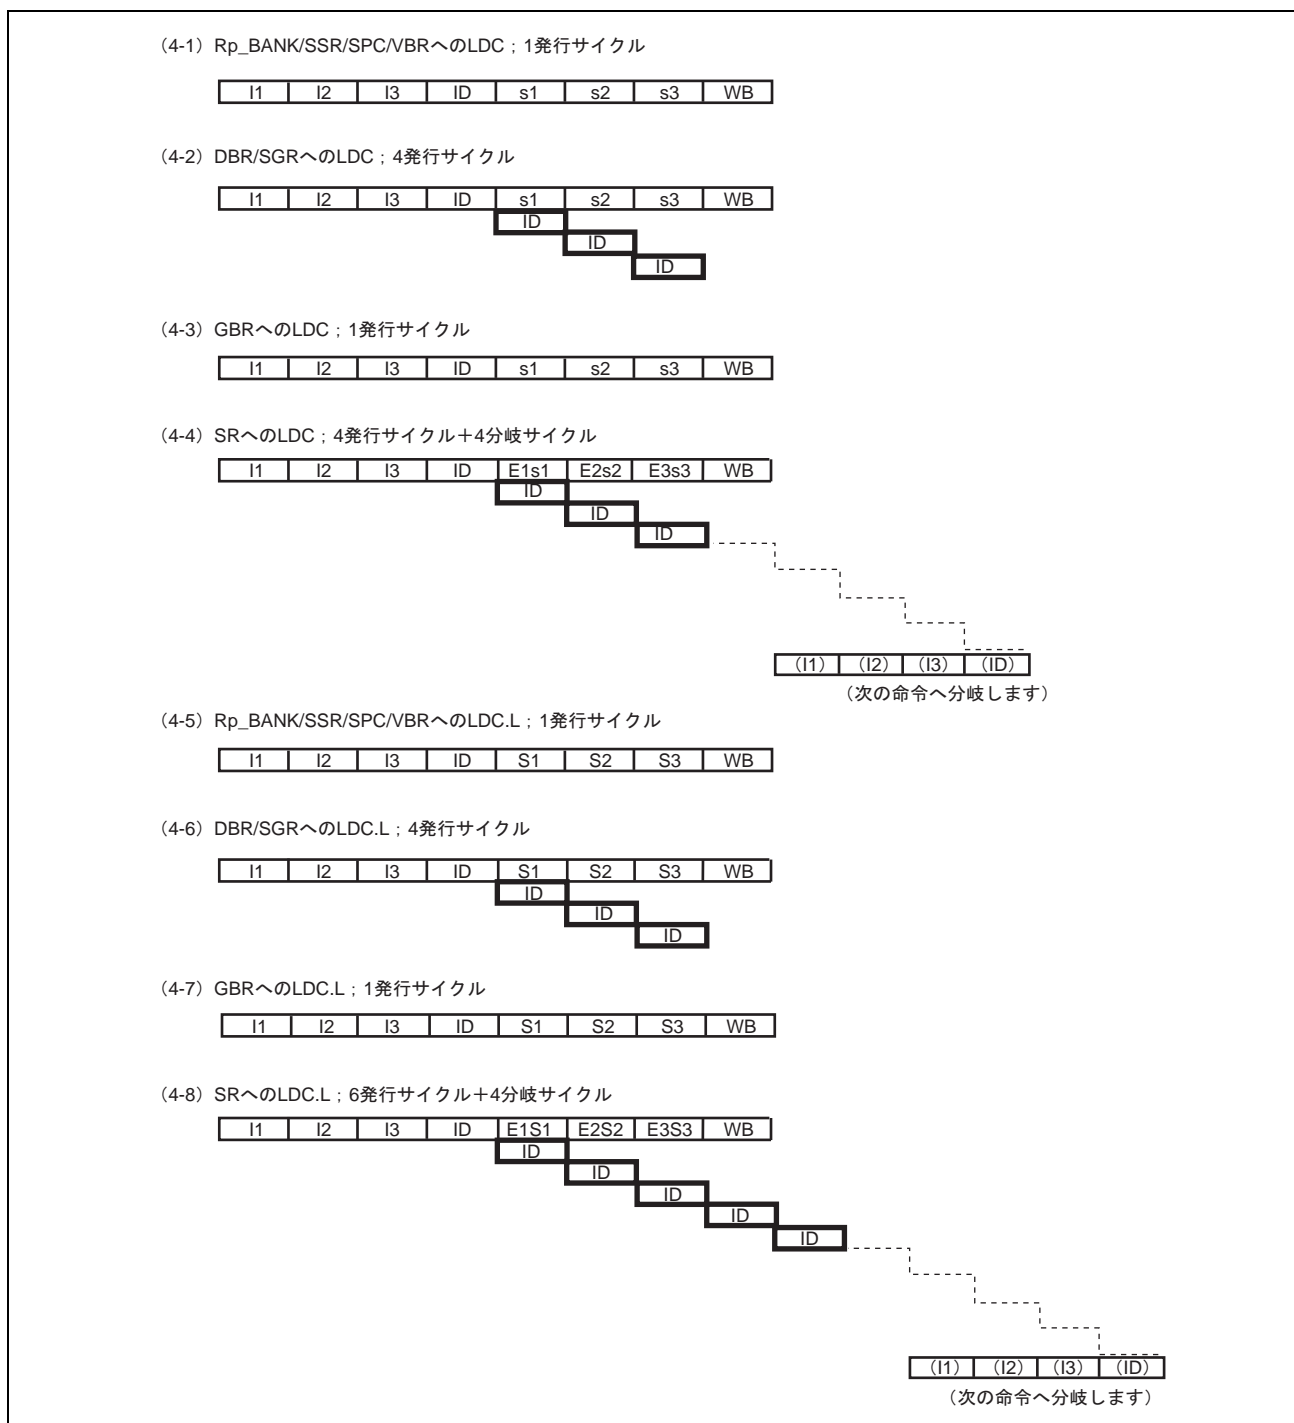 （4-1）Rp_BANK/SSR/SPC/VBRへのLDC；1発行サイクル
I1 I2 I3 ID s1 s2 s3 WB
（4-2）DBR/SGRへのLDC；4発行サイクル
I1 I2 I3 ID s1 s2 s3 WB
ID
ID
ID
（4-3）GBRへのLDC；1発行サイクル
I1 I2 I3 ID s1 s2 s3 WB
（4-4）SRへのLDC；4発行サイクル＋4分岐サイクル
I1 I2 I3 ID E1s1 E2s2 E3s3 WB
ID
ID
ID
（I1） （I2） （I3） （ID）
（次の命令へ分岐します）
（4-5）Rp_BANK/SSR/SPC/VBRへのLDC.L；1発行サイクル
I1 I2 I3 ID S1 S2 S3 WB
（4-6）DBR/SGRへのLDC.L；4発行サイクル
I1 I2 I3 ID S1 S2 S3 WB
ID
ID
ID
（4-7）GBRへのLDC.L；1発行サイクル
I1 I2 I3 ID S1 S2 S3 WB
（4-8）SRへのLDC.L；6発行サイクル＋4分岐サイクル
I1 I2 I3 ID E1S1 E2S2 E3S3 WB
ID
ID
ID
ID
ID
（I1） （I2） （I3） （ID）
（次の命令へ分岐します）